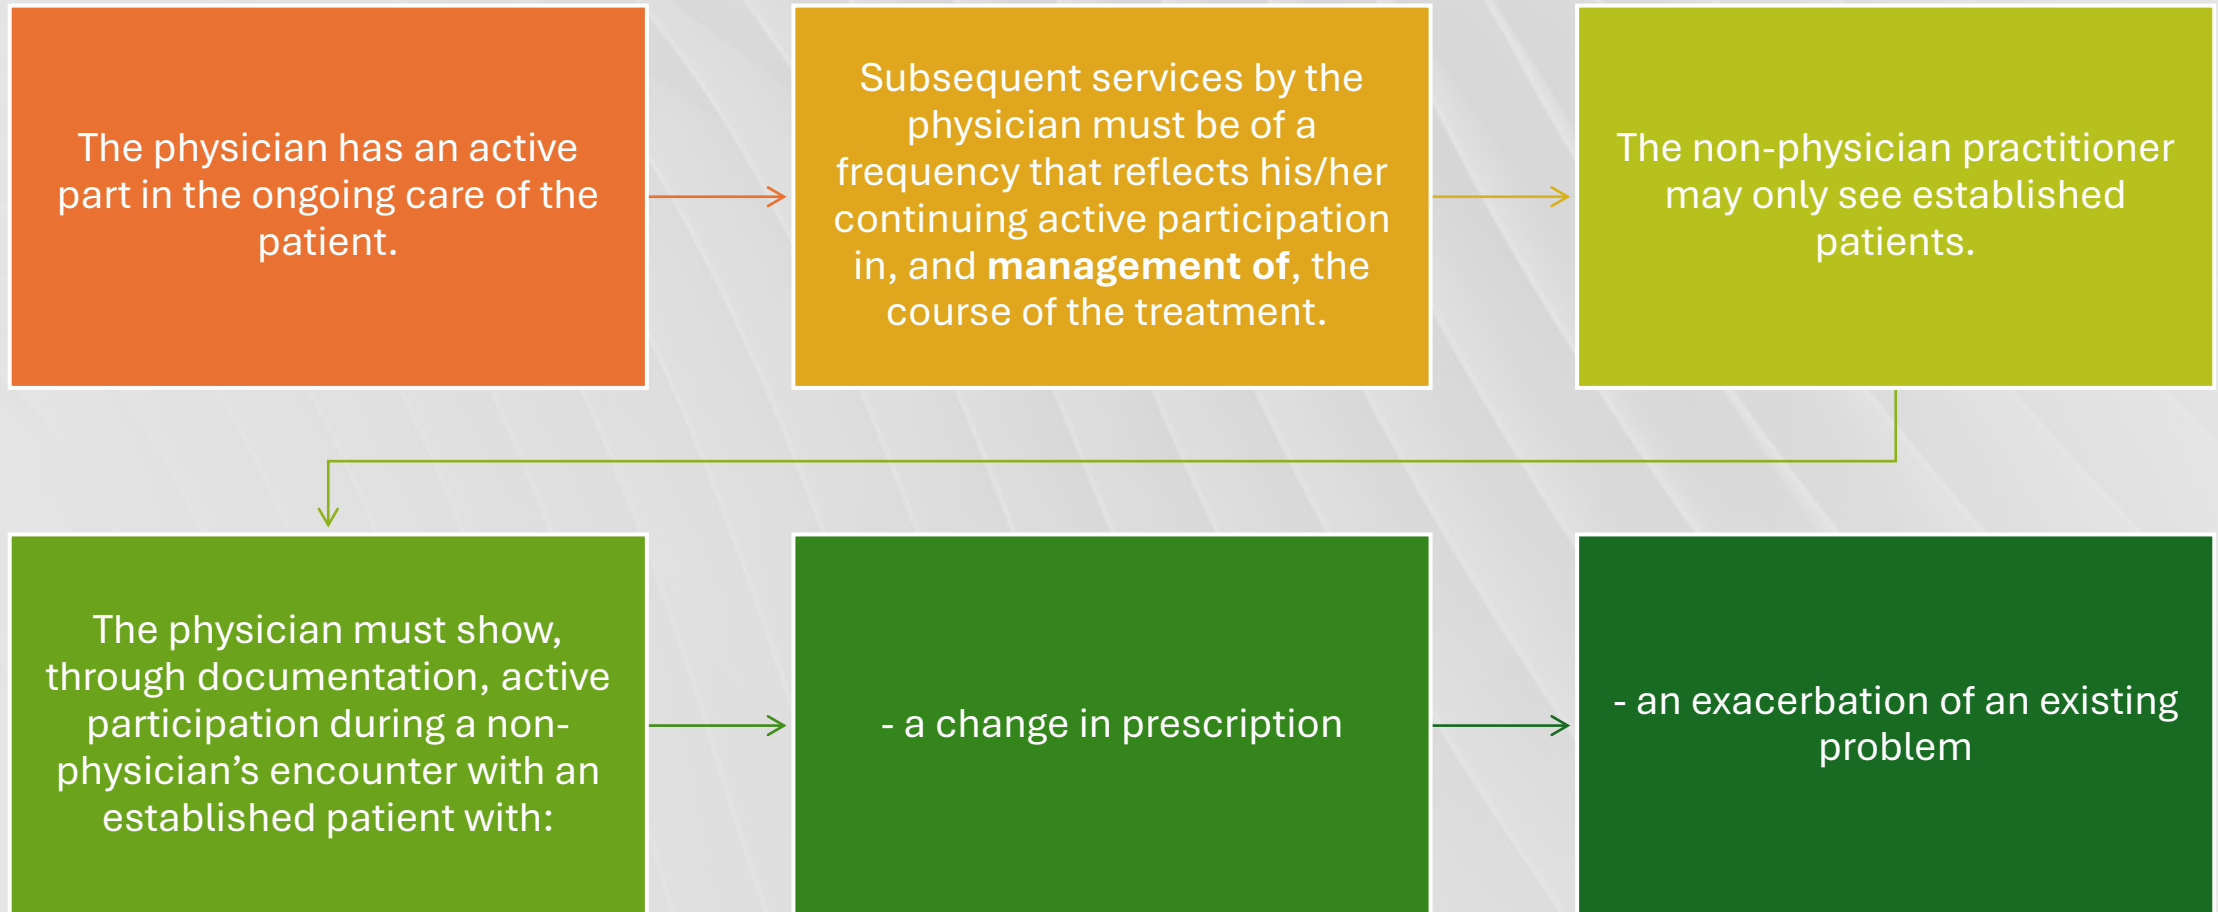 The physician has an active
part in the ongoing care of the
patient.
Subsequent services by the
physician must be of a
frequency that reflects his/her
continuing active participation
in, and management of, the
course of the treatment.
The non-physician practitioner
may only see established
patients.
The physician must show,
through documentation, active
participation during a non-
physician’s encounter with an
established patient with:
- a change in prescription
- an exacerbation of an existing
problem